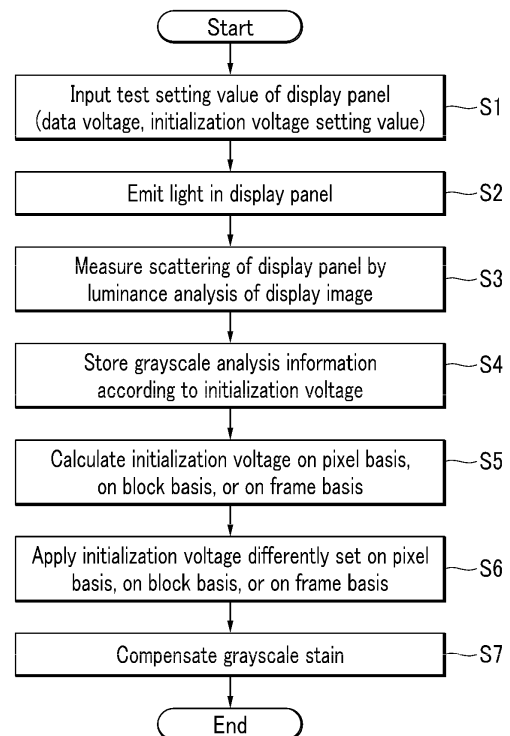 Start
Input test setting value of display panel
(data voltage, initialization voltage setting value)
S1
Emit light in display panel
S2
Measure scattering of display panel by
luminance analysis of display image
S3
Store grayscale analysis information
according to initialization voltage
S4
Calculate initialization voltage on pixel basis,
on block basis, or on frame basis
S5
Apply initialization voltage differently set on pixel
basis, on block basis, or on frame basis
S6
Compensate grayscale stain
S7
End